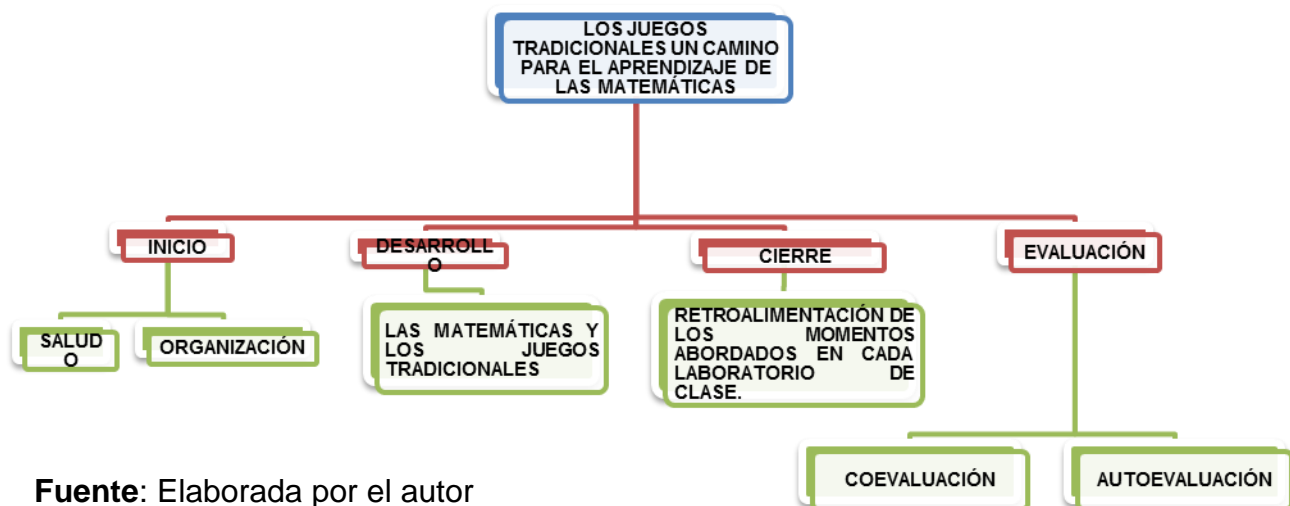 LOS JUEGOS
TRADICIONALES UN CAMINO
PARA EL APRENDIZAJE DE
LAS MATEMÁTICAS
INICIO
DESARROLL
O
CIERRE
EVALUACIÓN
SALUD
O
ORGANIZACIÓN
LAS MATEMÁTICAS Y
LOS JUEGOS
TRADICIONALES
RETROALIMENTACIÓN DE
LOS MOMENTOS
ABORDADOS EN CADA
LABORATORIO DE
CLASE.
COEVALUACIÓN
AUTOEVALUACIÓN
Fuente: Elaborada por el autor